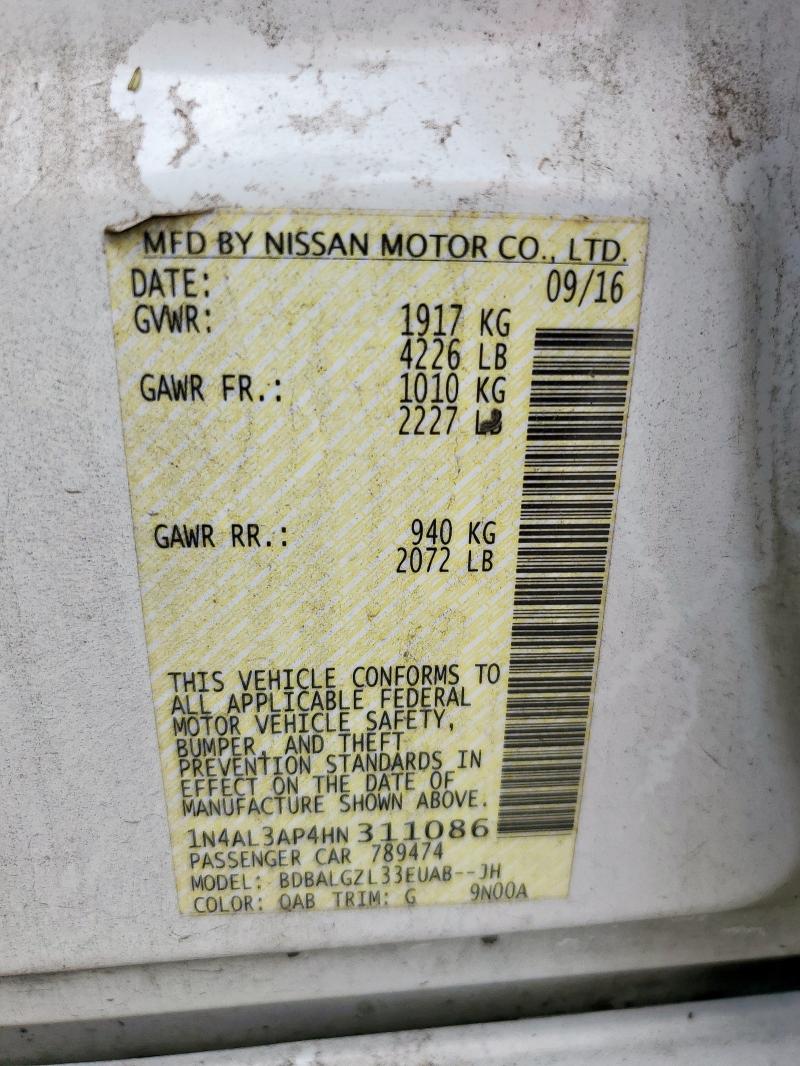 MFD BY NISSAN MOTOR CO., LTD.
DATE: 09/16
GVWR: 1917 KG
4226 LB
GAWR FR.: 1010 KG
2227 LB
GAWR RR.: 940 KG
2072 LB
THIS VEHICLE CONFORMS TO
ALL APPLICABLE FEDERAL
MOTOR VEHICLE SAFETY,
BUMPER, AND THEFT
PREVENTION STANDARDS IN
EFFECT ON THE DATE OF
MANUFACTURE SHOWN ABOVE.
1N4AL3AP4HN311086
PASSENGER CAR 789474
MODEL: BDBALGZL33EUAB--JH
COLOR: QAB TRIM: G 9N00A